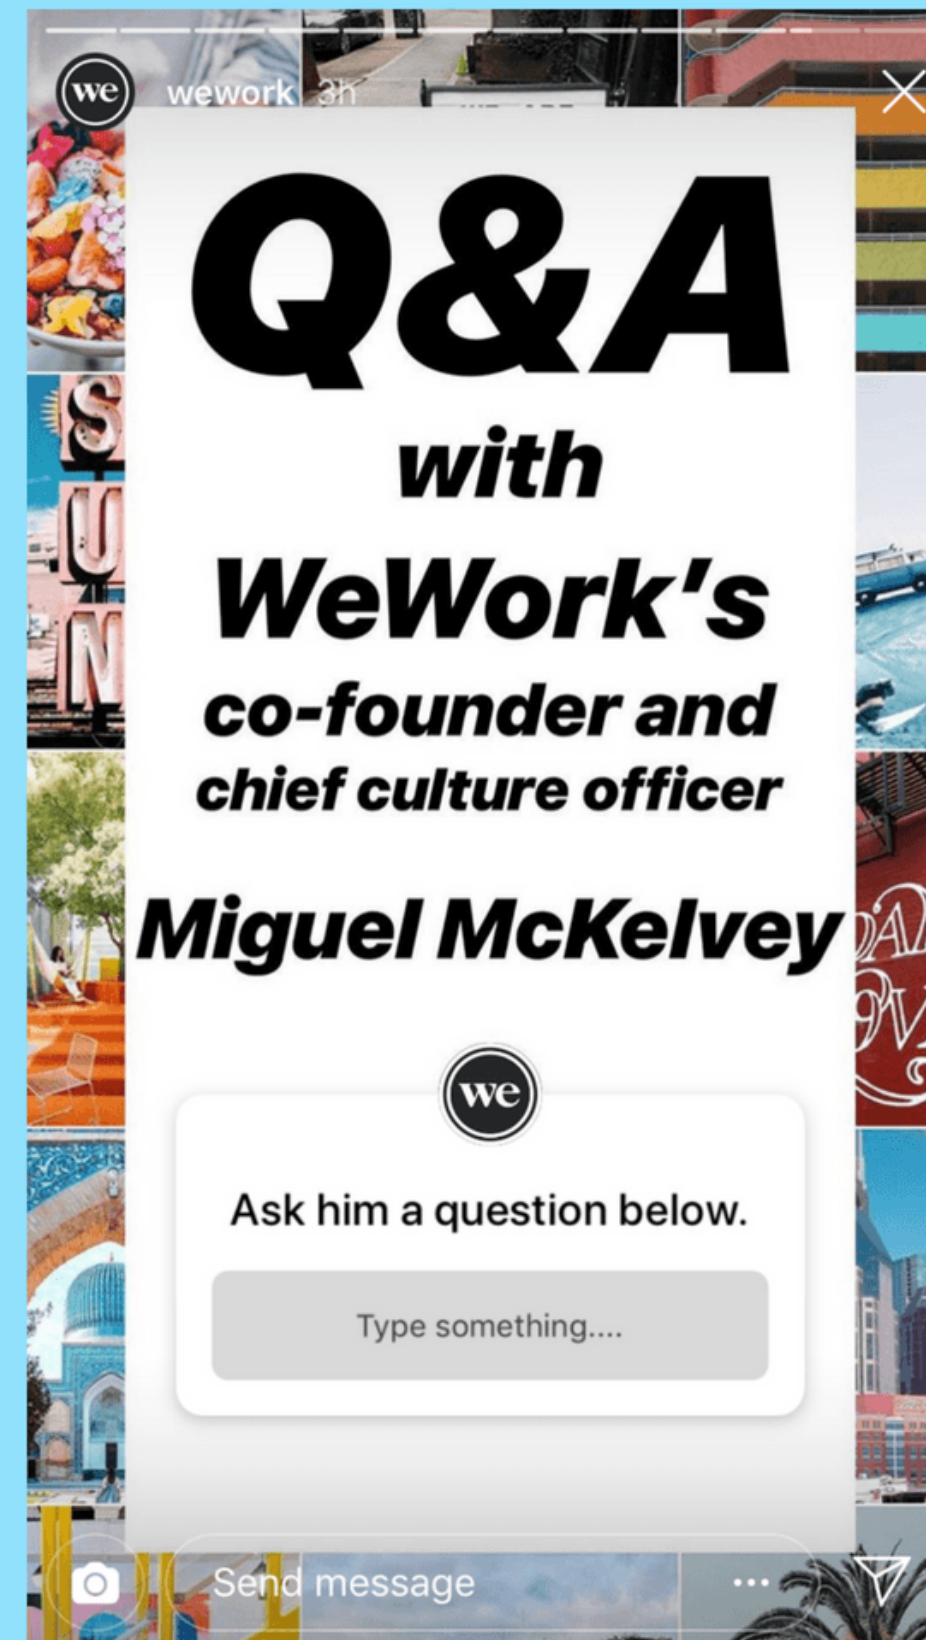 we wework 3h
Q&A
with
WeWork’s
co-founder and
chief culture officer
Miguel McKelvey
we
Ask him a question below.
Type something....
Send message
SUN